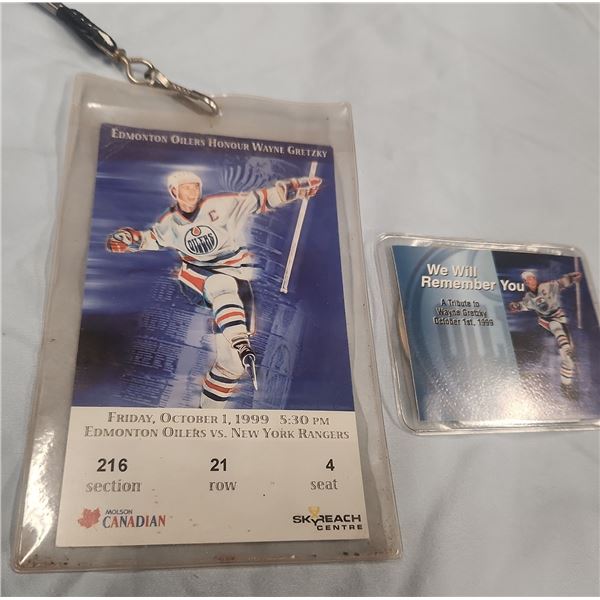 Edmonton Oilers Honour Wayne Gretzky
C
OILERS
Friday, October 1, 1999 5:30 PM
Edmonton Oilers vs. New York Rangers
216 21 4
section row seat
MOLSON
CANADIAN
SKYREACH
CENTRE
We Will
Remember You
A Tribute to
Wayne Gretzky
October 1st, 1999